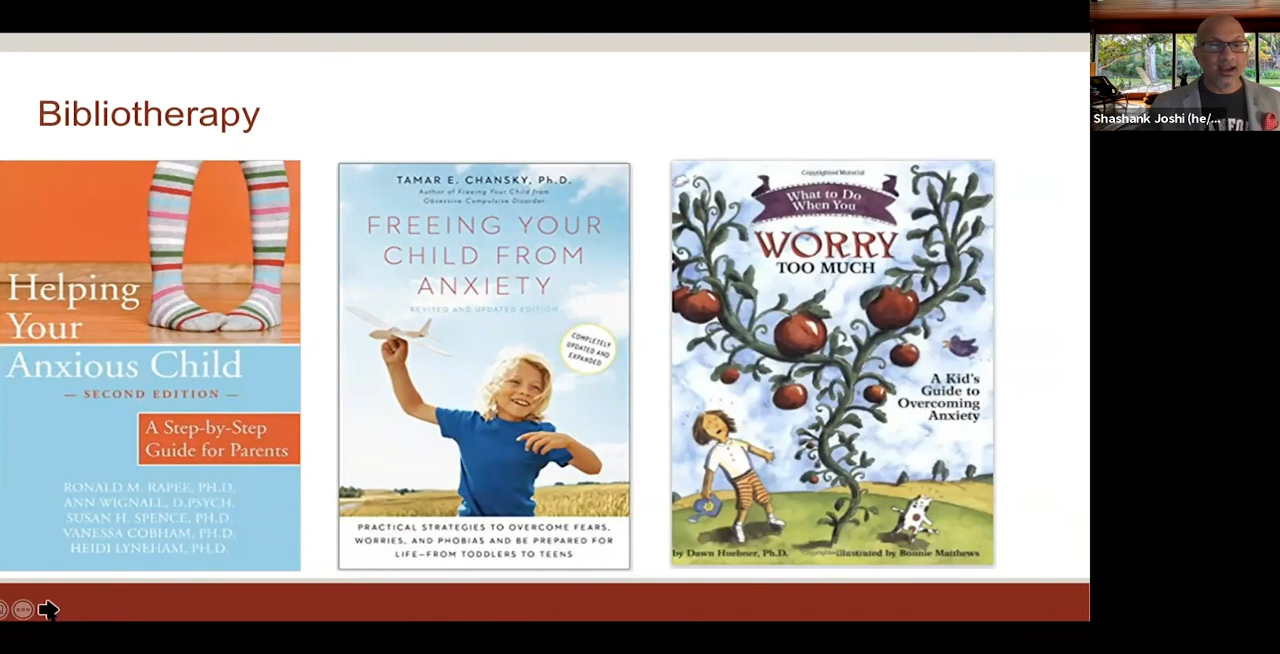 Bibliotherapy
Helping
Your
Anxious Child
— SECOND EDITION —
A Step-by-Step
Guide for Parents
RONALD M. RAPEE, PH.D.
ANN WIGNALL, D.PSYCH.
SUSAN H. SPENCE, PH.D.
VANESSA COBHAM, PH.D.
HEIDI LYNEHAM, PH.D.
TAMAR E. CHANSKY, Ph.D.
Author of Freeing Your Child from
Obsessive Compulsive Disorder
FREEING YOUR
CHILD FROM
ANXIETY
REVISED AND UPDATED EDITION
COMPLETELY
UPDATED AND
EXPANDED
PRACTICAL STRATEGIES TO OVERCOME FEARS,
WORRIES, AND PHOBIAS AND BE PREPARED FOR
LIFE—FROM TODDLERS TO TEENS
Copyrighted Material
What to Do
When You
WORRY
TOO MUCH
A Kid's
Guide to
Overcoming
Anxiety
by Dawn Huebner, Ph.D.
illustrated by Bonnie Matthews
Shashank Joshi (he/...